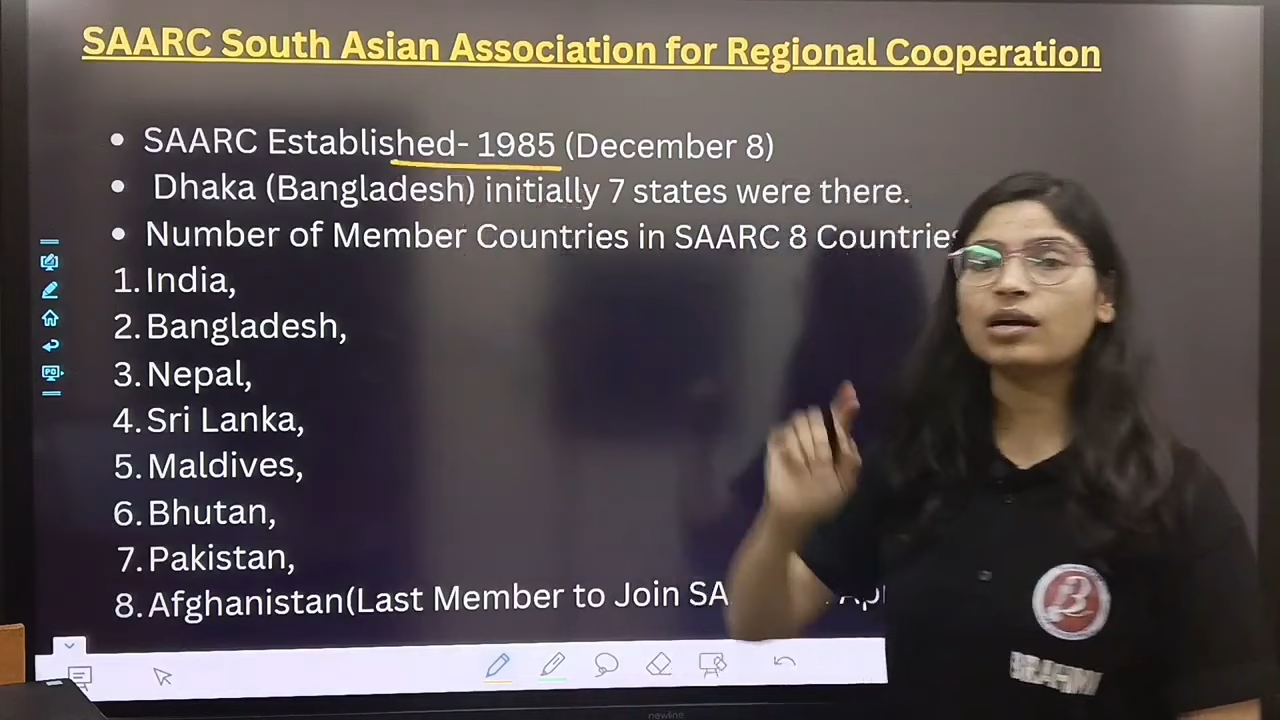 SAARC South Asian Association for Regional Cooperation
• SAARC Established- 1985 (December 8)
• Dhaka (Bangladesh) initially 7 states were there.
• Number of Member Countries in SAARC 8 Countries
1. India,
2. Bangladesh,
3. Nepal,
4. Sri Lanka,
5. Maldives,
6. Bhutan,
7. Pakistan,
8. Afghanistan(Last Member to Join
BRAHMI
newline